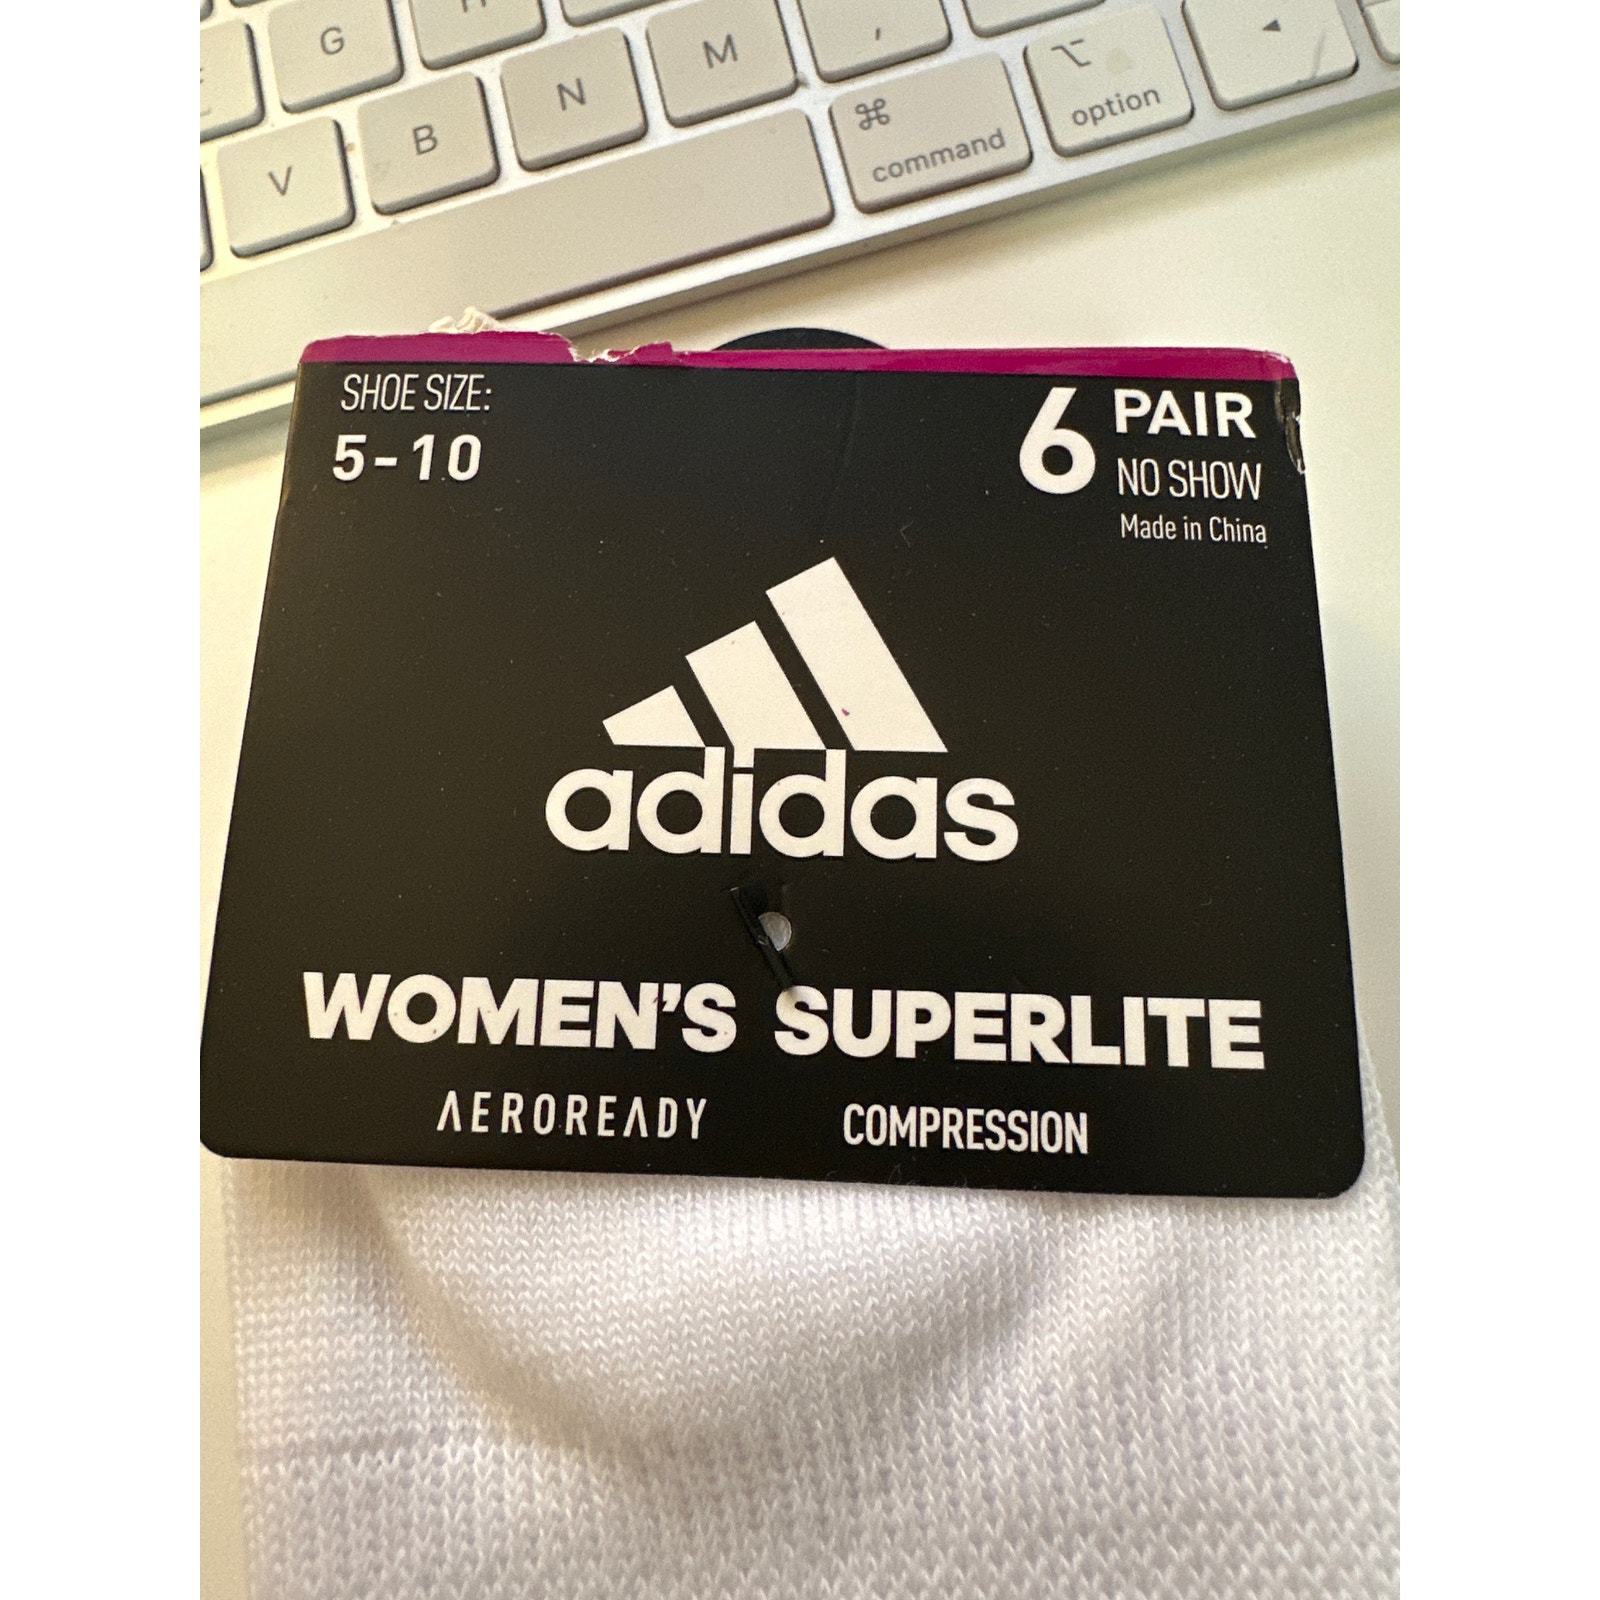 G
M
,
⌘
command
⌥
option
◂
V
B
N
SHOE SIZE:
5-10
6 PAIR
NO SHOW
Made in China
adidas
WOMEN'S SUPERLITE
AEROREADY COMPRESSION